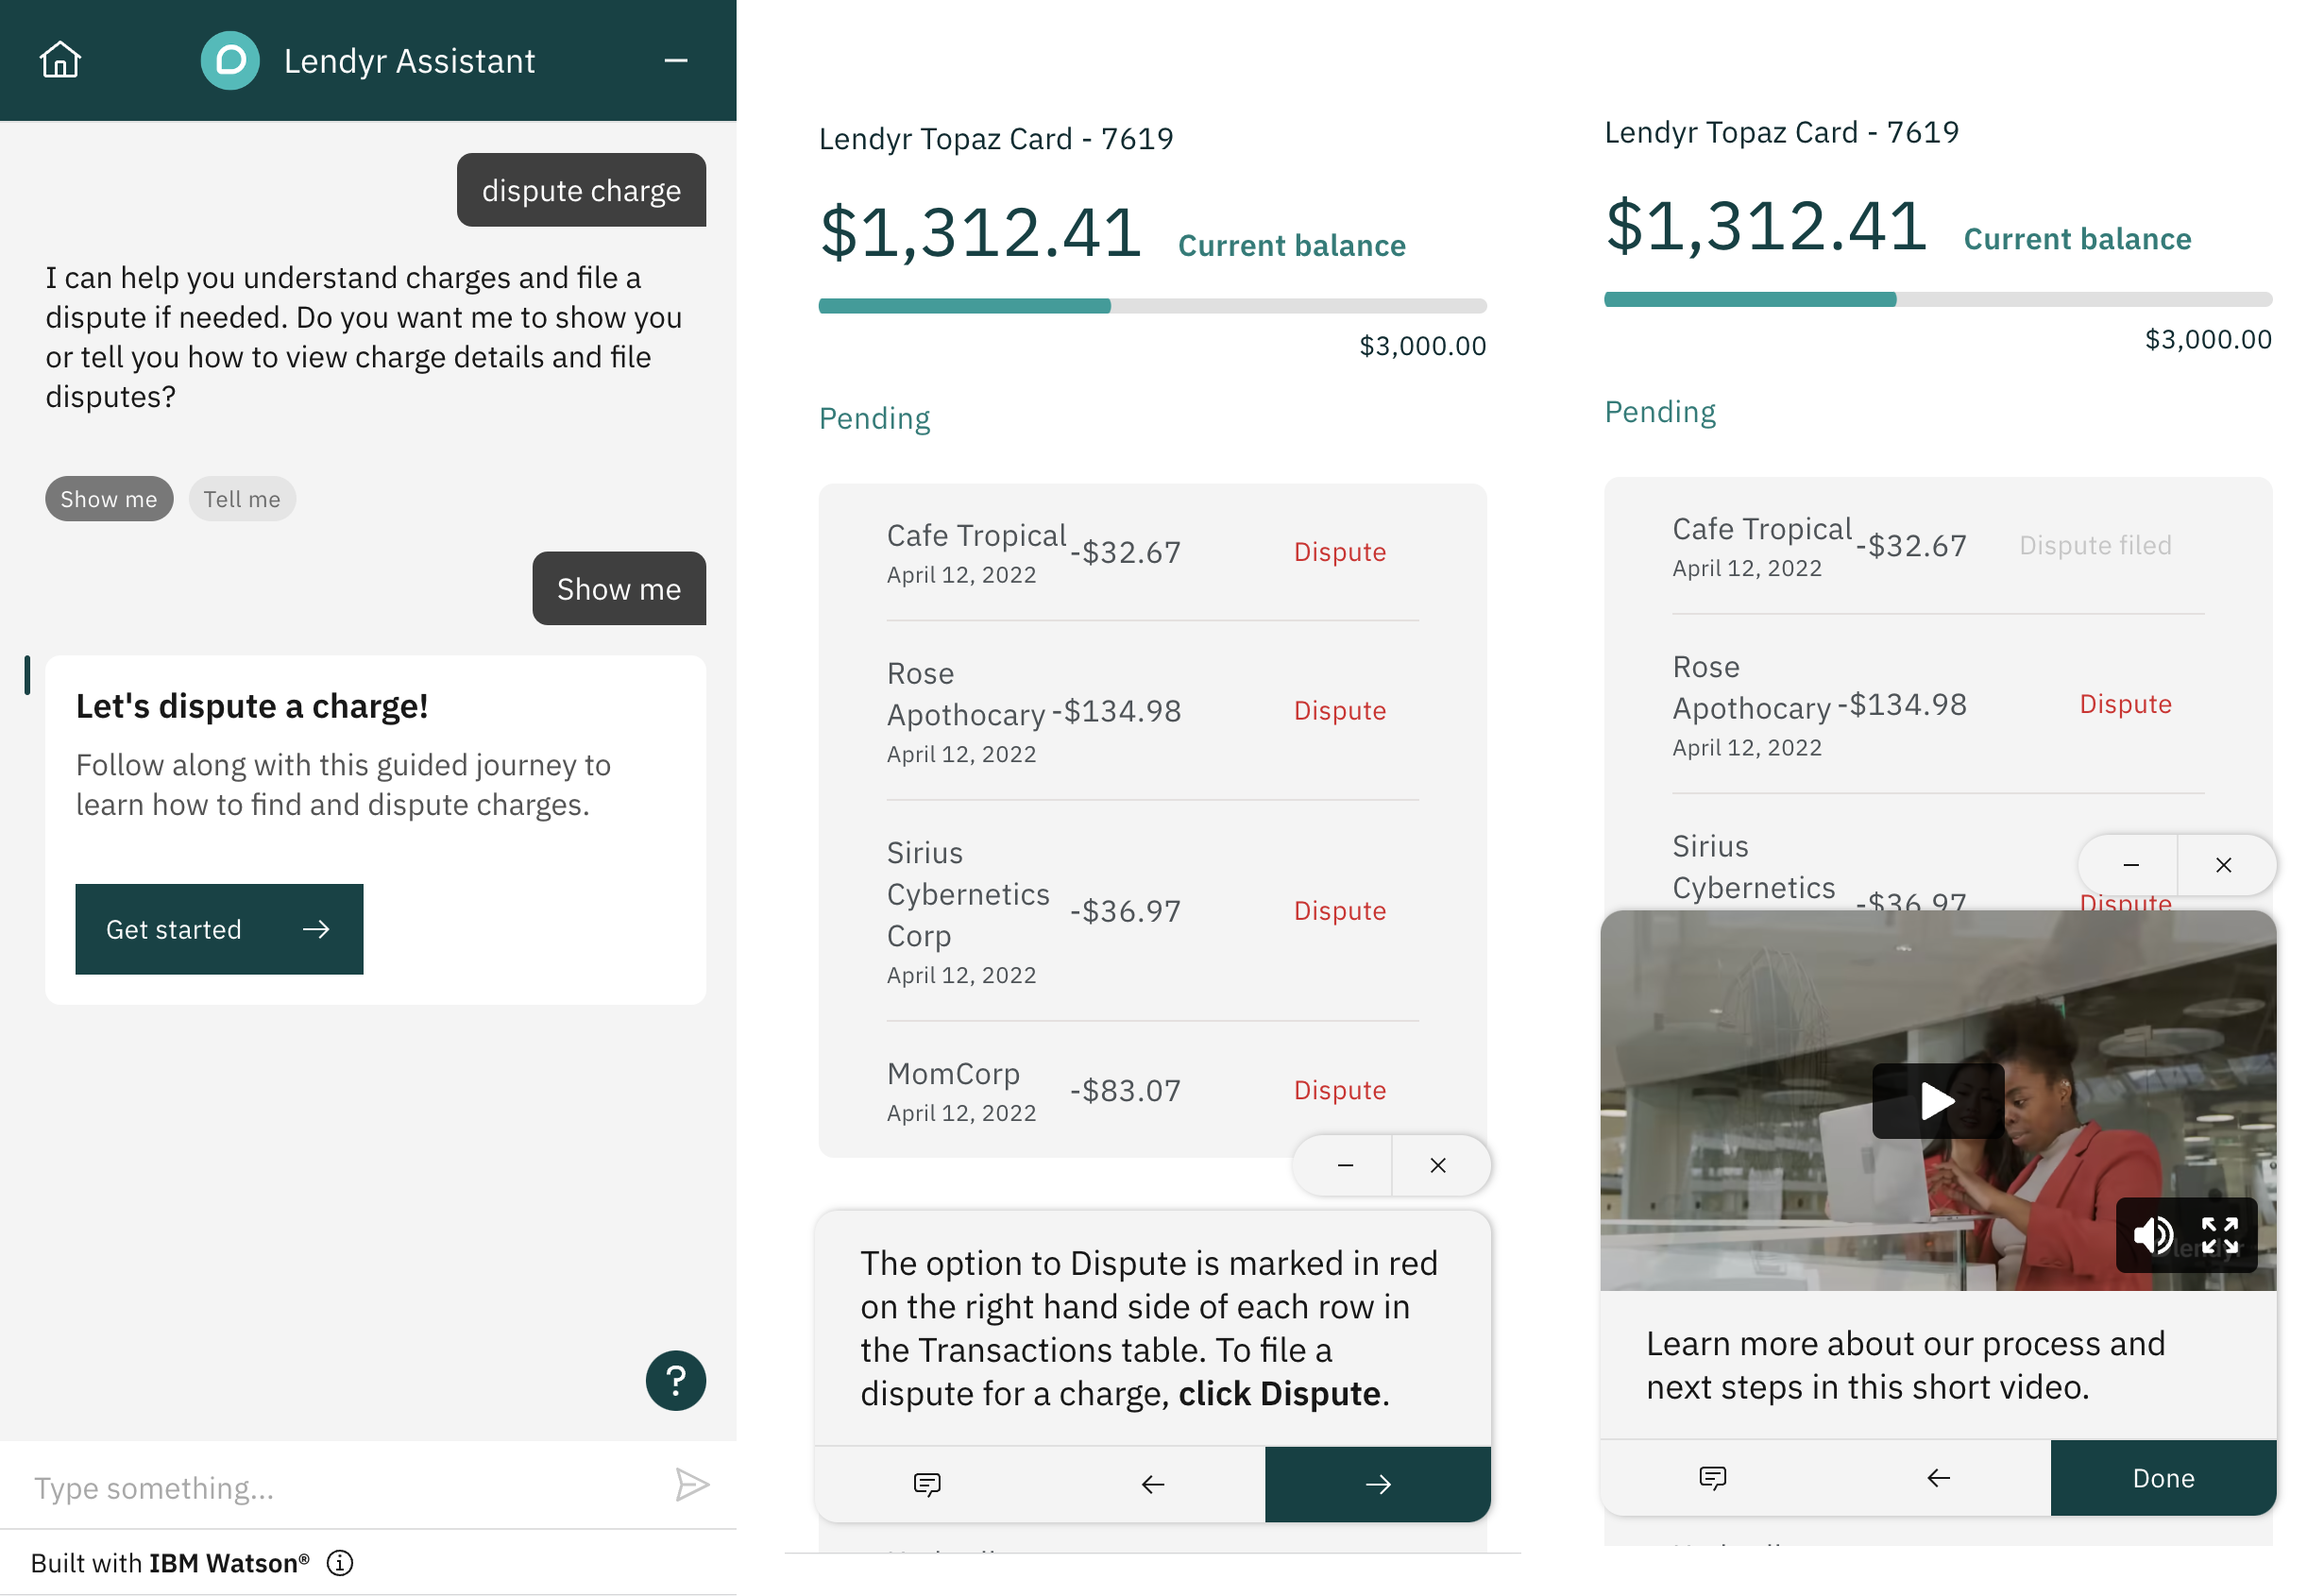 Lendyr Assistant
dispute charge
I can help you understand charges and file a
dispute if needed. Do you want me to show you
or tell you how to view charge details and file
disputes?
Show me
Tell me
Show me
Let's dispute a charge!
Follow along with this guided journey to
learn how to find and dispute charges.
Get started
?
Type something...
Built with IBM Watson®
Lendyr Topaz Card - 7619
$1,312.41 Current balance
$3,000.00
Pending
Cafe Tropical -$32.67 Dispute
April 12, 2022
Rose
Apothocary -$134.98 Dispute
April 12, 2022
Sirius
Cybernetics -$36.97 Dispute
Corp
April 12, 2022
MomCorp -$83.07 Dispute
April 12, 2022
The option to Dispute is marked in red
on the right hand side of each row in
the Transactions table. To file a
dispute for a charge, click Dispute.
Lendyr Topaz Card - 7619
$1,312.41 Current balance
$3,000.00
Pending
Cafe Tropical -$32.67 Dispute filed
April 12, 2022
Rose
Apothocary -$134.98 Dispute
April 12, 2022
Sirius
Cybernetics -$36.97 Dispute
lendyr
Learn more about our process and
next steps in this short video.
Done